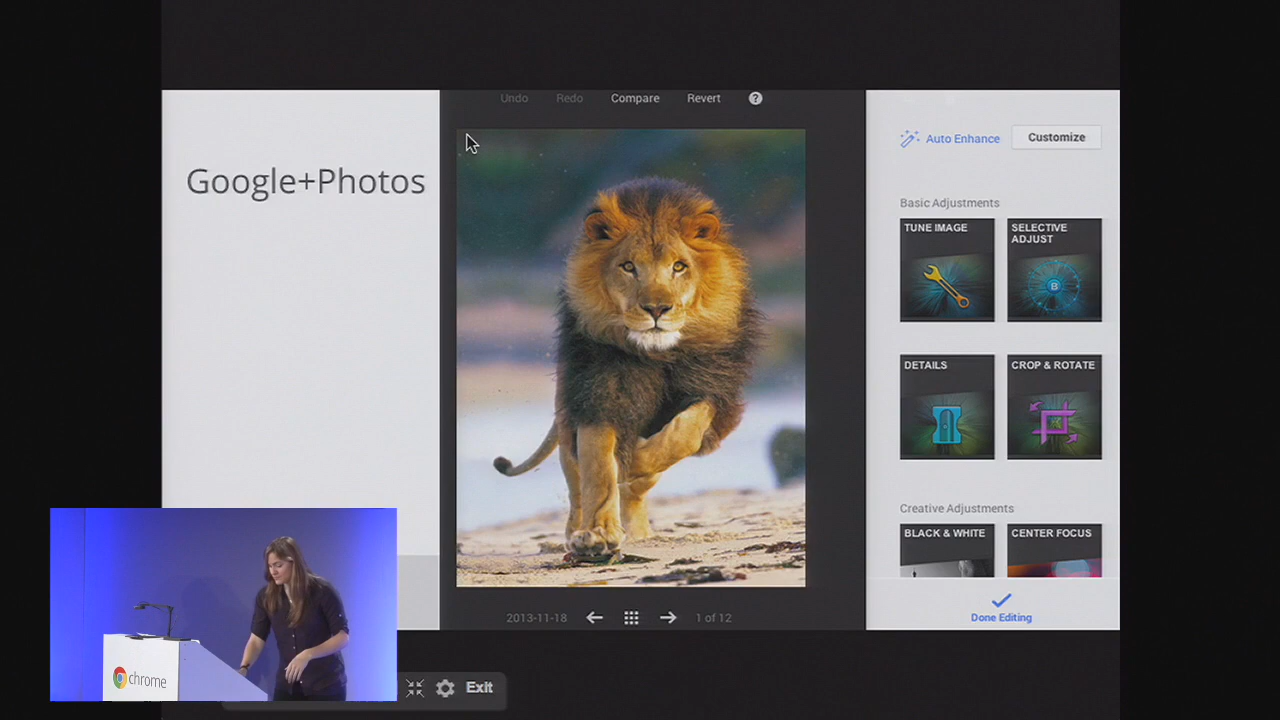 Undo Redo Compare Revert ?
Google+Photos
Auto Enhance Customize
Basic Adjustments
TUNE IMAGE
SELECTIVE
ADJUST
B
DETAILS
CROP & ROTATE
Creative Adjustments
BLACK & WHITE
CENTER FOCUS
2013-11-18
1 of 12
Done Editing
chrome
Exit